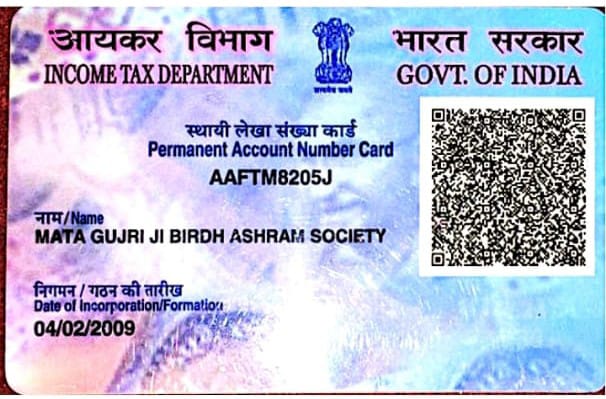 आयकर विभाग
INCOME TAX DEPARTMENT
सत्यमेव जयते
भारत सरकार
GOVT. OF INDIA
स्थायी लेखा संख्या कार्ड
Permanent Account Number Card
AAFTM8205J
नाम/Name
MATA GUJRI JI BIRDH ASHRAM SOCIETY
निगमन / गठन की तारीख
Date of Incorporation/Formation
04/02/2009